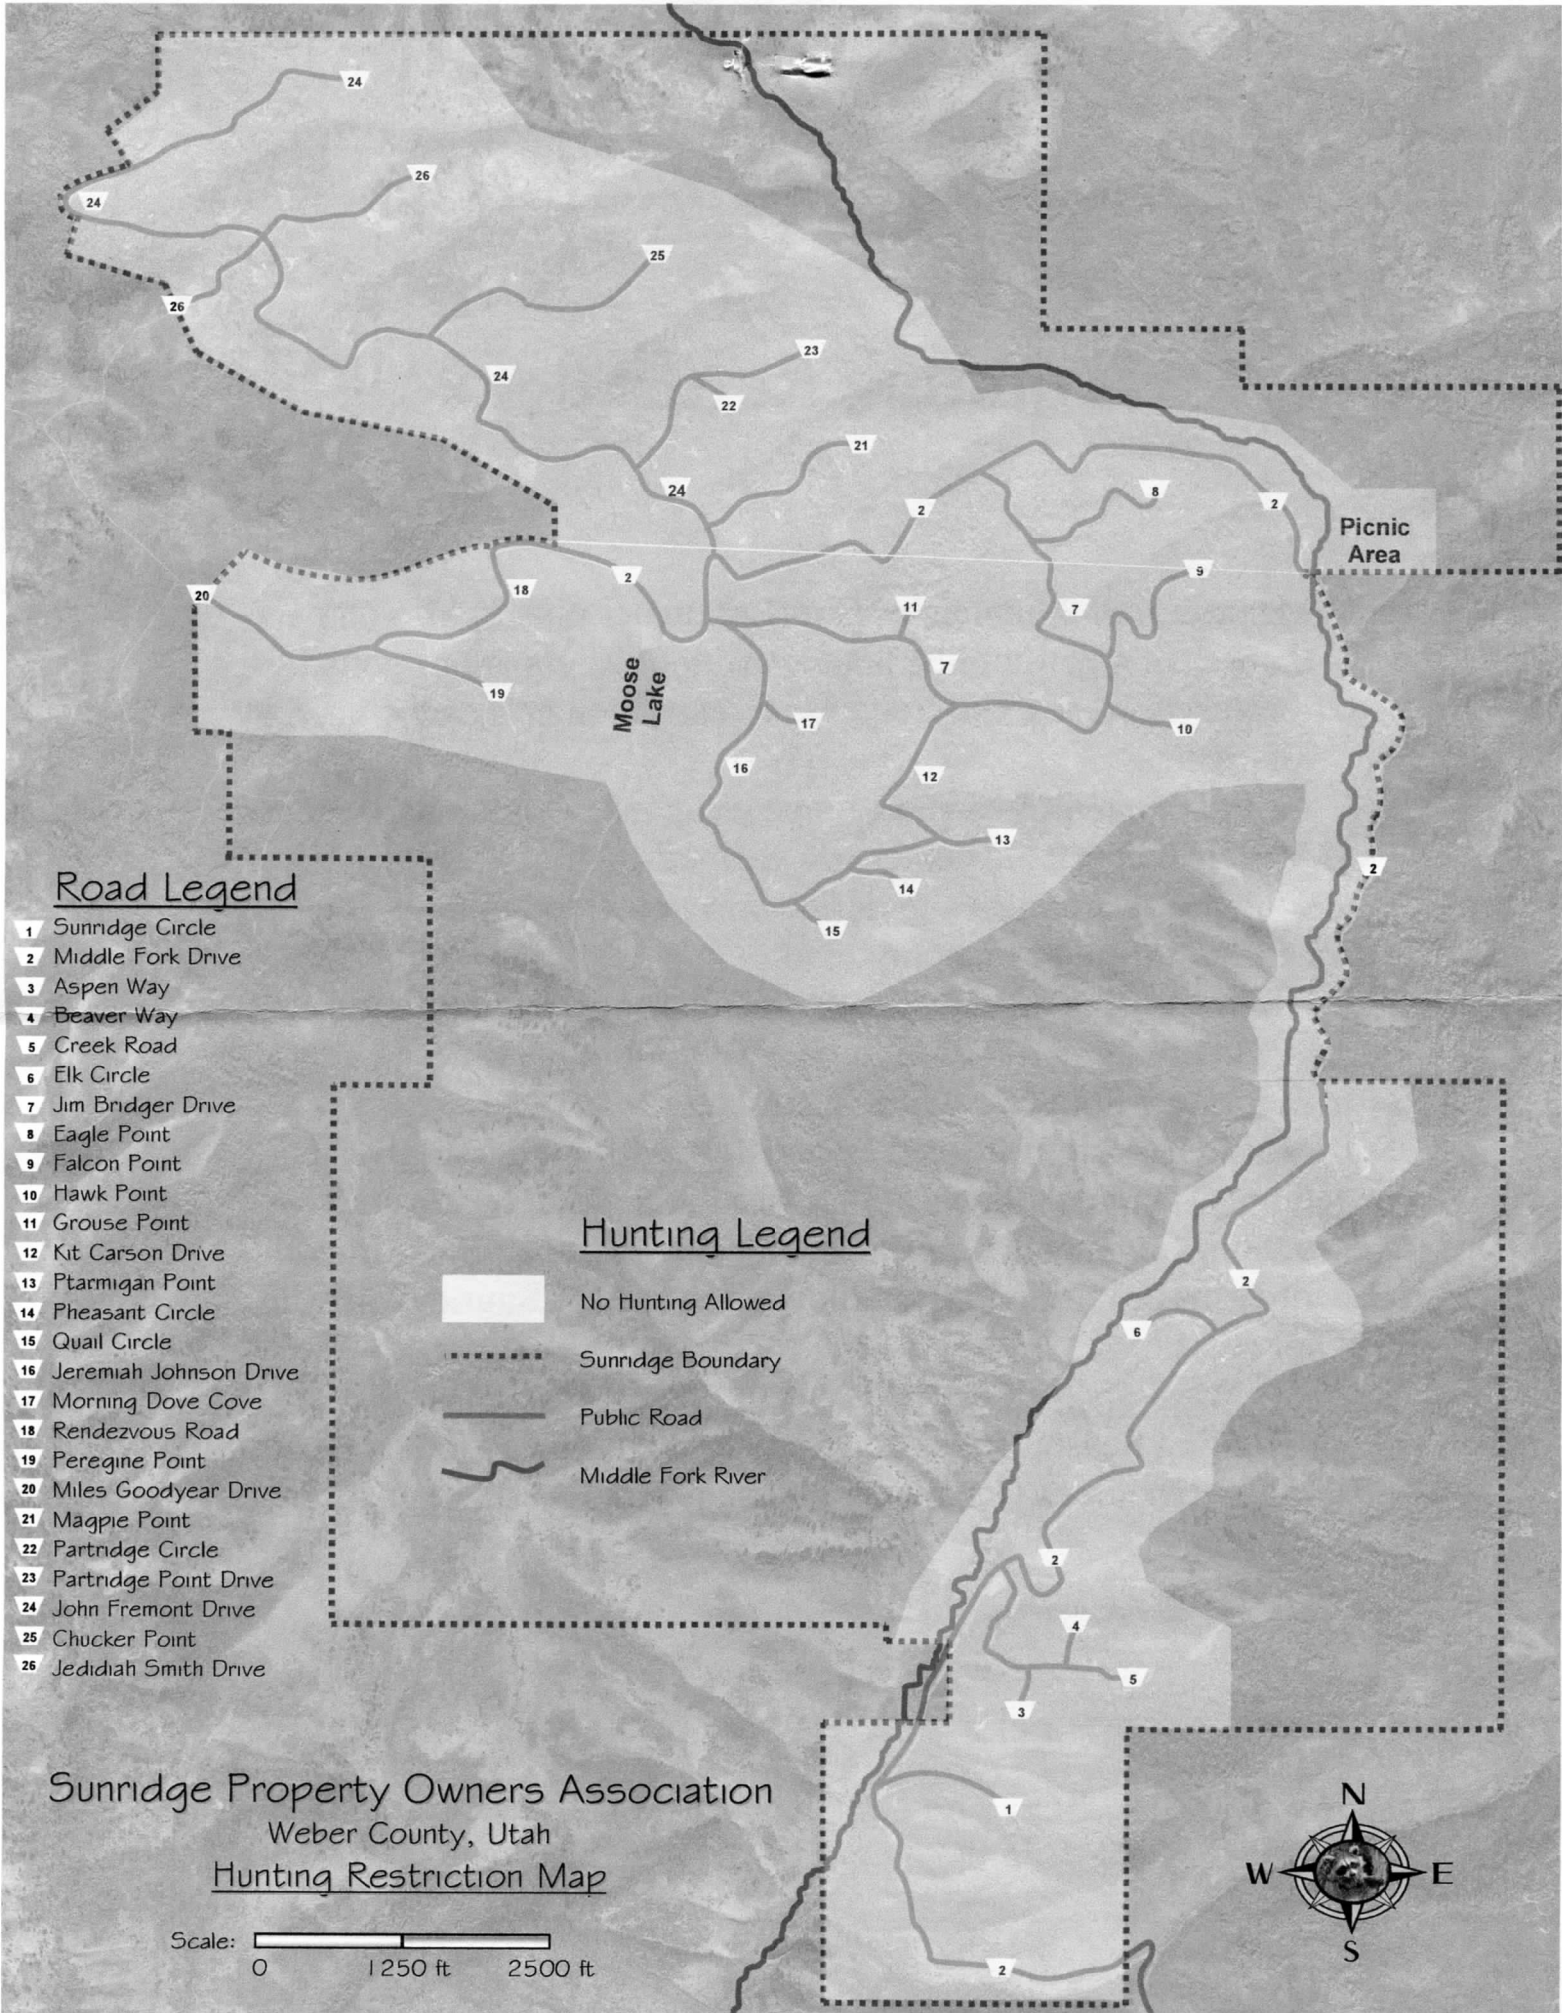 24
26
24
25
26
23
24
22
21
24
8
2
2
Picnic
Area
9
2
18
20
11
7
7
19
Moose
Lake
17
10
16
12
13
2
14
15
Road Legend
1 Sunridge Circle
2 Middle Fork Drive
3 Aspen Way
4 Beaver Way
5 Creek Road
6 Elk Circle
7 Jim Bridger Drive
8 Eagle Point
9 Falcon Point
10 Hawk Point
11 Grouse Point
12 Kit Carson Drive
13 Ptarmigan Point
14 Pheasant Circle
15 Quail Circle
16 Jeremiah Johnson Drive
17 Morning Dove Cove
18 Rendezvous Road
19 Peregine Point
20 Miles Goodyear Drive
21 Magpie Point
22 Partridge Circle
23 Partridge Point Drive
24 John Fremont Drive
25 Chucker Point
26 Jedidiah Smith Drive
Hunting Legend
No Hunting Allowed
Sunridge Boundary
Public Road
Middle Fork River
2
6
2
4
5
3
1
2
Sunridge Property Owners Association
Weber County, Utah
Hunting Restriction Map
Scale:
0 1250 ft 2500 ft
N
W E
S